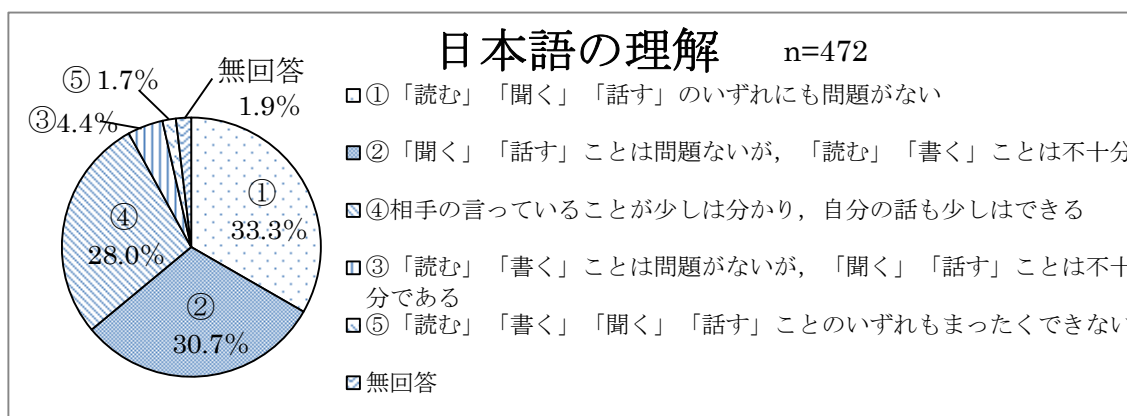 日本語の理解 n=472
⑤1.7%
無回答
1.9%
③4.4%
①
33.3%
④
28.0%
②
30.7%
①「読む」「聞く」「話す」のいずれにも問題がない
②「聞く」「話す」ことは問題ないが，「読む」「書く」ことは不十分
④相手の言っていることが少しは分かり，自分の話も少しはできる
③「読む」「書く」ことは問題がないが，「聞く」「話す」ことは不十
分である
⑤「読む」「書く」「聞く」「話す」ことのいずれもまったくできない
無回答